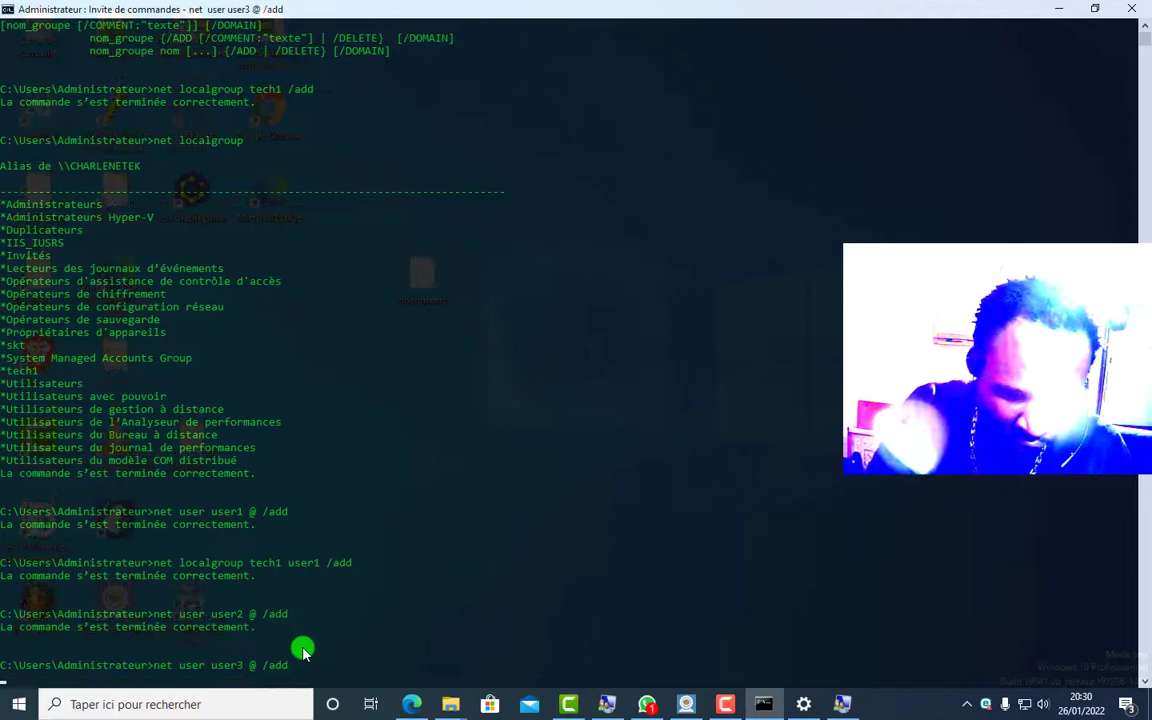 Administrateur : Invite de commandes - net  user user3 @ /add
[nom_groupe [/COMMENT:"texte"]] [/DOMAIN]
nom_groupe {/ADD [/COMMENT:"texte"] | /DELETE}  [/DOMAIN]
nom_groupe nom [...] {/ADD | /DELETE} [/DOMAIN]
C:\Users\Administrateur>net localgroup tech1 /add
La commande s’est terminée correctement.
C:\Users\Administrateur>net localgroup
Alias de \\CHARLENETEK
-------------------------------------------------------------------------------
*Administrateurs
*Administrateurs Hyper-V
*Duplicateurs
*IIS_IUSRS
*Invités
*Lecteurs des journaux d’événements
*Opérateurs d'assistance de contrôle d'accès
*Opérateurs de chiffrement
*Opérateurs de configuration réseau
*Opérateurs de sauvegarde
*Propriétaires d'appareils
*skt
*System Managed Accounts Group
*tech1
*Utilisateurs
*Utilisateurs avec pouvoir
*Utilisateurs de gestion à distance
*Utilisateurs de l’Analyseur de performances
*Utilisateurs du Bureau à distance
*Utilisateurs du journal de performances
*Utilisateurs du modèle COM distribué
La commande s’est terminée correctement.
C:\Users\Administrateur>net user user1 @ /add
La commande s’est terminée correctement.
C:\Users\Administrateur>net localgroup tech1 user1 /add
La commande s’est terminée correctement.
C:\Users\Administrateur>net user user2 @ /add
La commande s’est terminée correctement.
C:\Users\Administrateur>net user user3 @ /add
Windows 10 Professionnel
Taper ici pour rechercher
1
20:30
26/01/2022
3